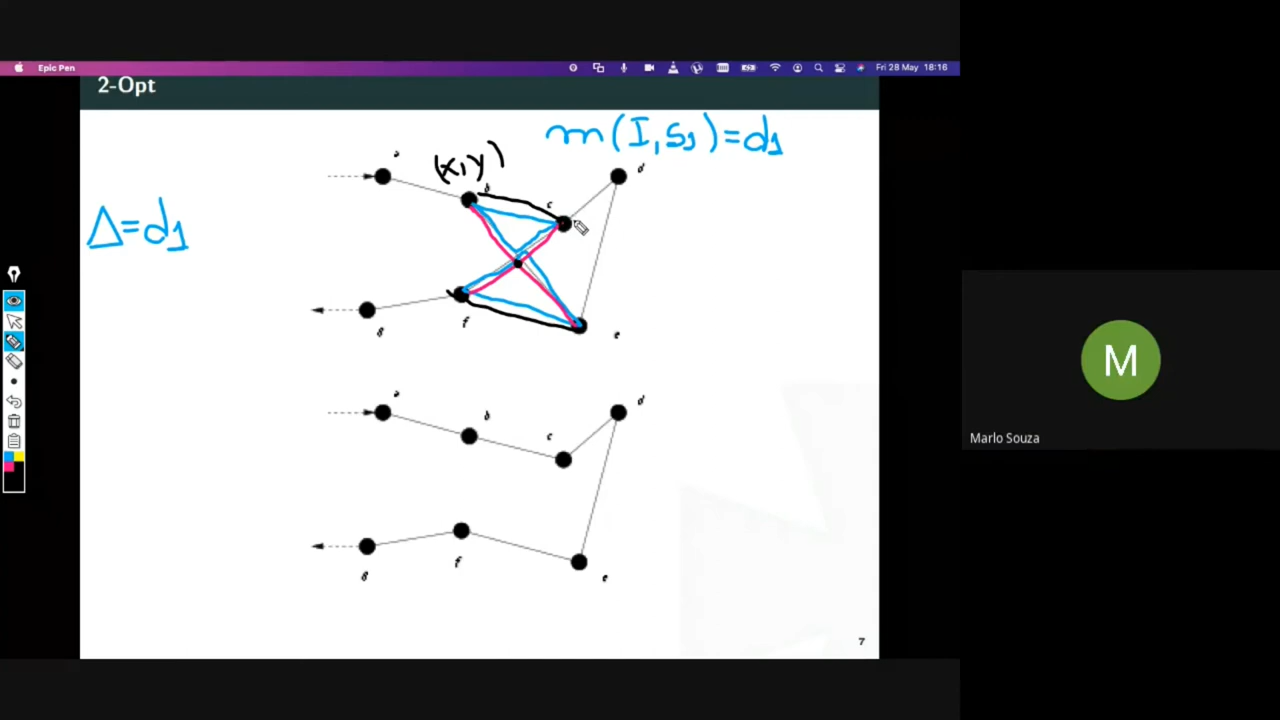 Epic Pen
Fri 28 May 18:16
2-Opt
m(I,S1)=d1
(x,y)
a
b
c
d
Δ=d1
g
f
e
a
b
c
d
g
f
e
7
M
Marlo Souza